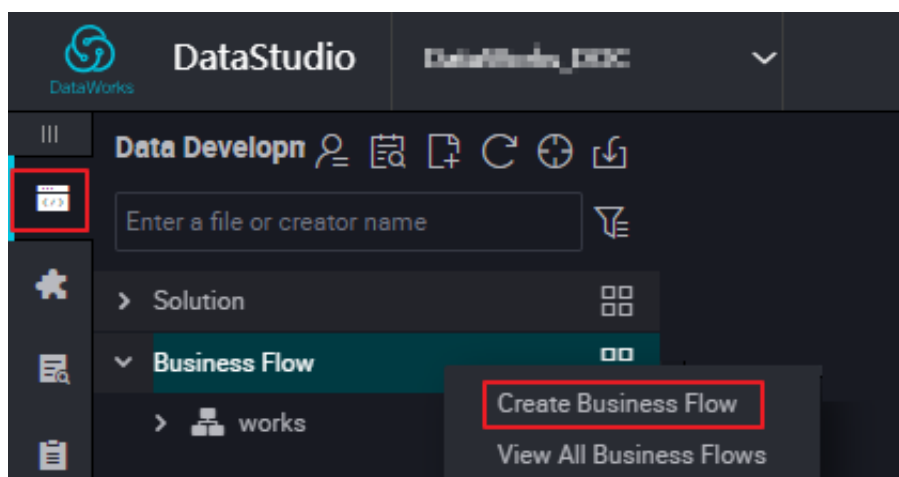 DataWorks
DataStudio
Data Developn
Enter a file or creator name
Solution
Business Flow
works
Create Business Flow
View All Business Flows